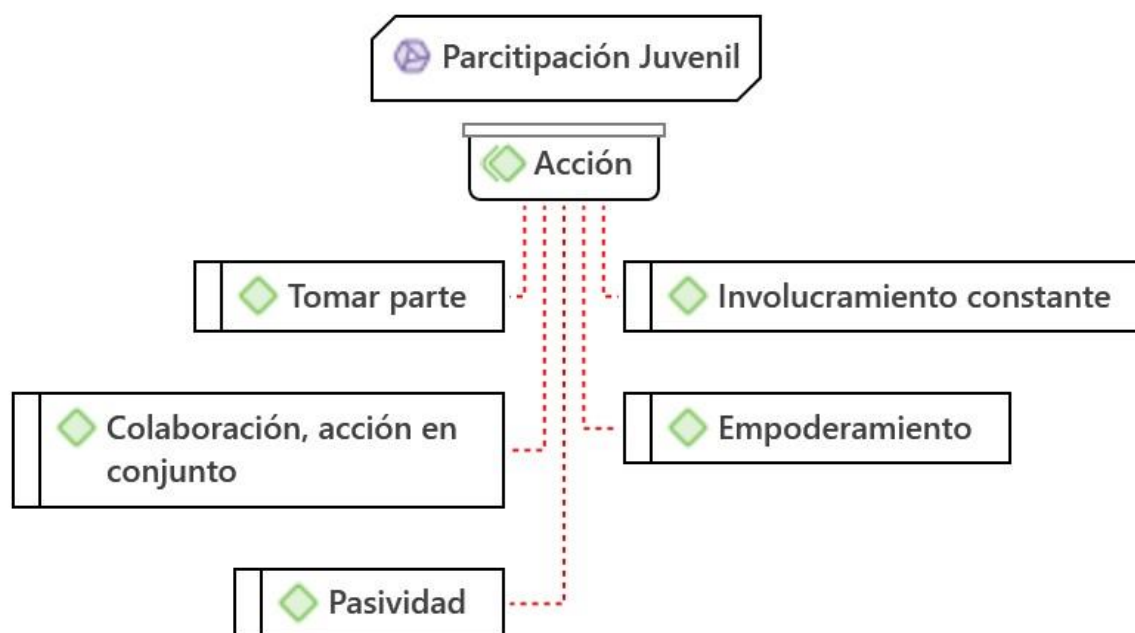 Parcitipación Juvenil
Acción
Tomar parte
Involucramiento constante
Colaboración, acción en
conjunto
Empoderamiento
Pasividad